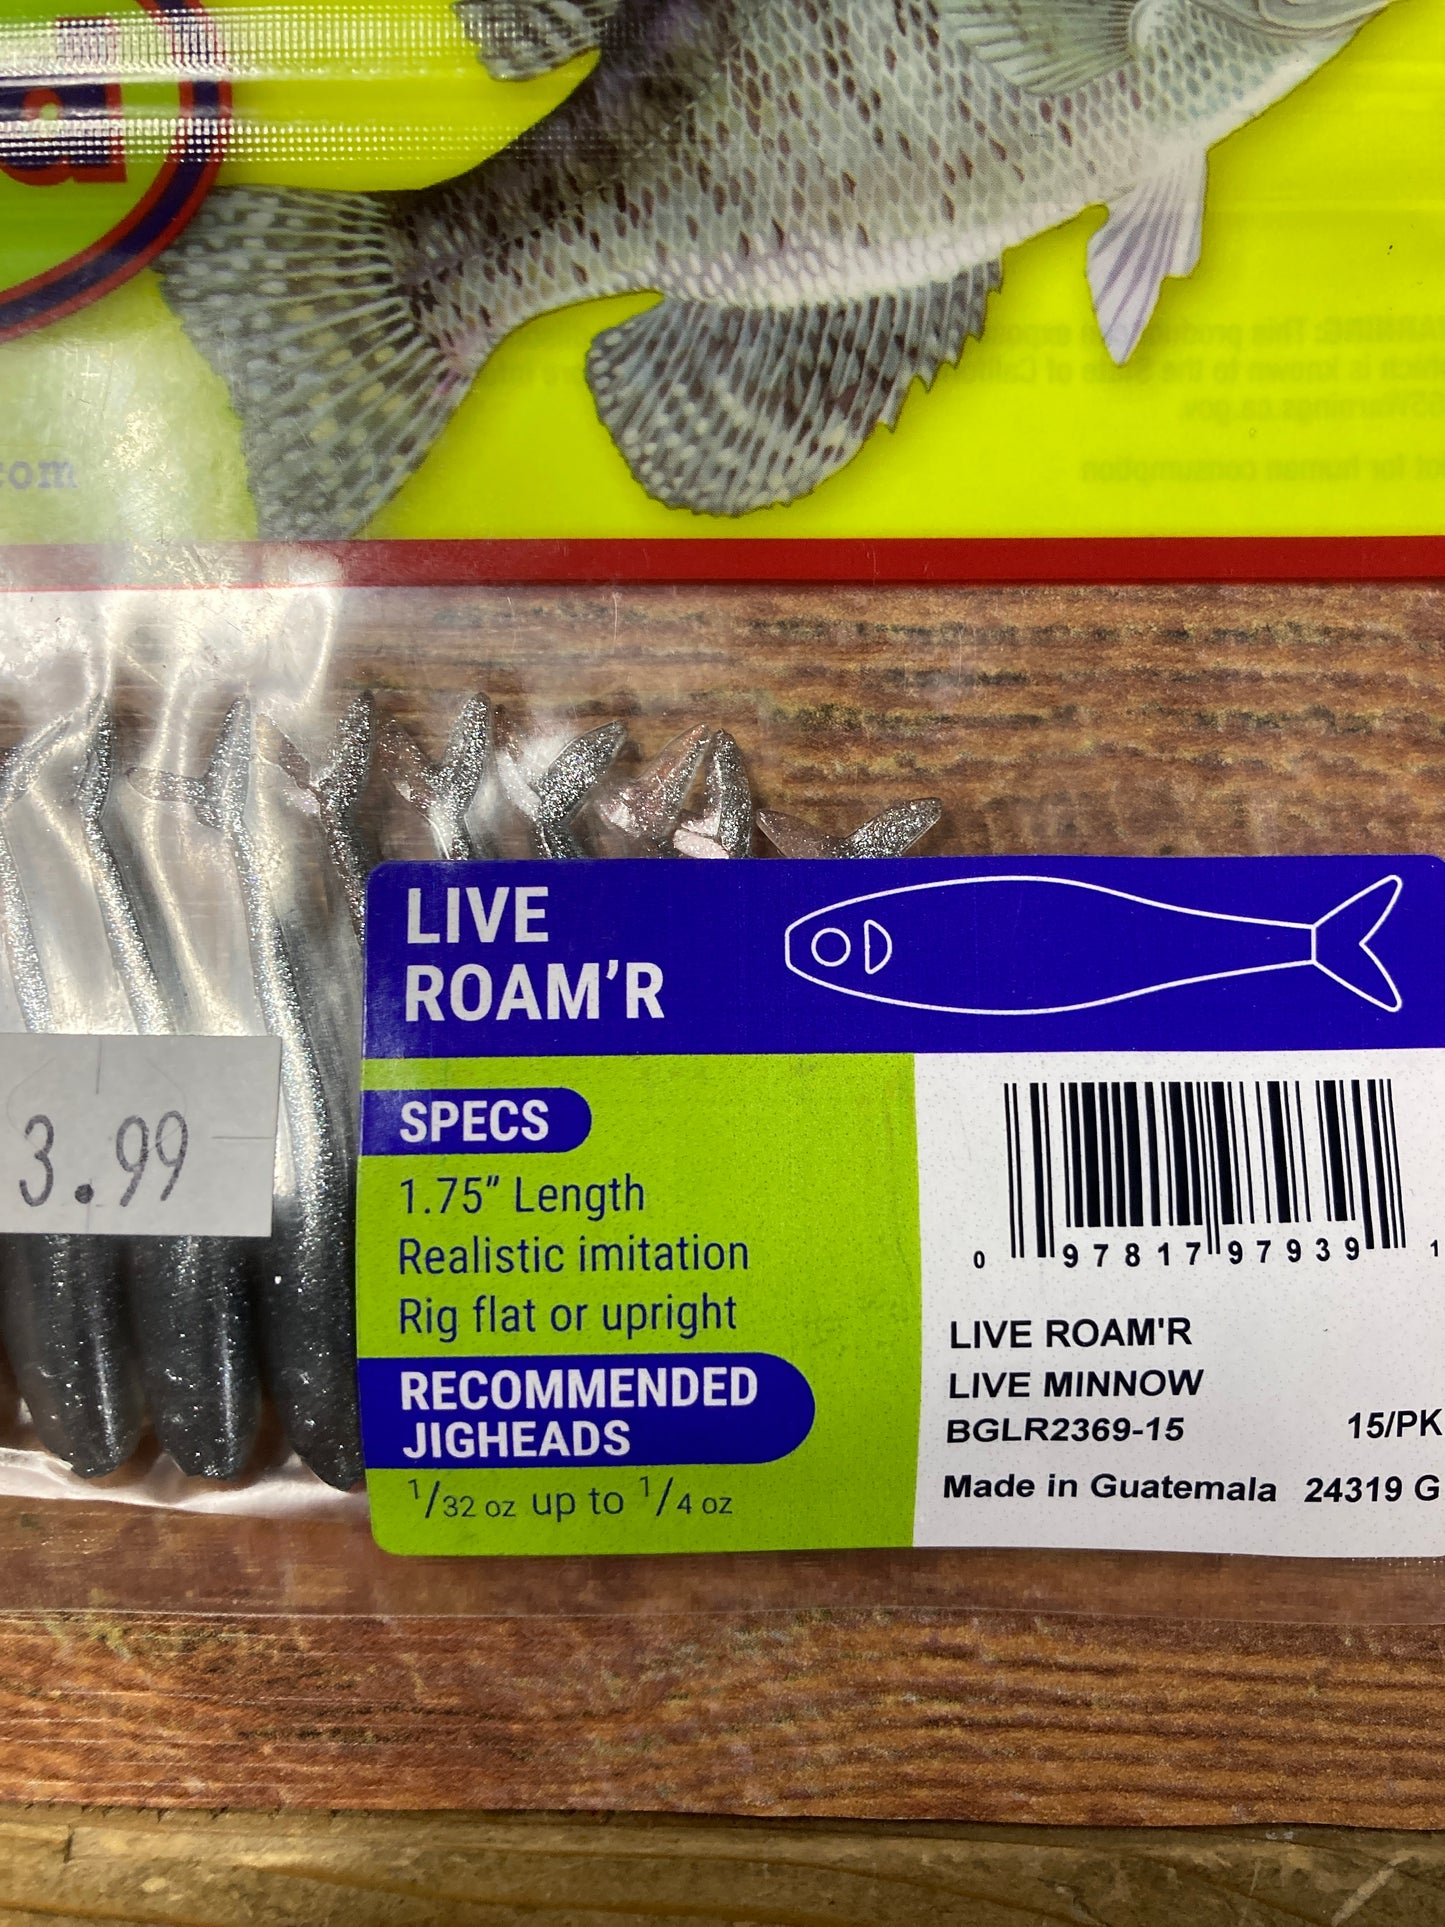 com
LIVE
ROAM'R
SPECS
1.75" Length
Realistic imitation
Rig flat or upright
RECOMMENDED
JIGHEADS
1/32 oz up to 1/4 oz
3.99
0 97817 97939 1
LIVE ROAM'R
LIVE MINNOW
BGLR2369-15 15/PK
Made in Guatemala 24319 G